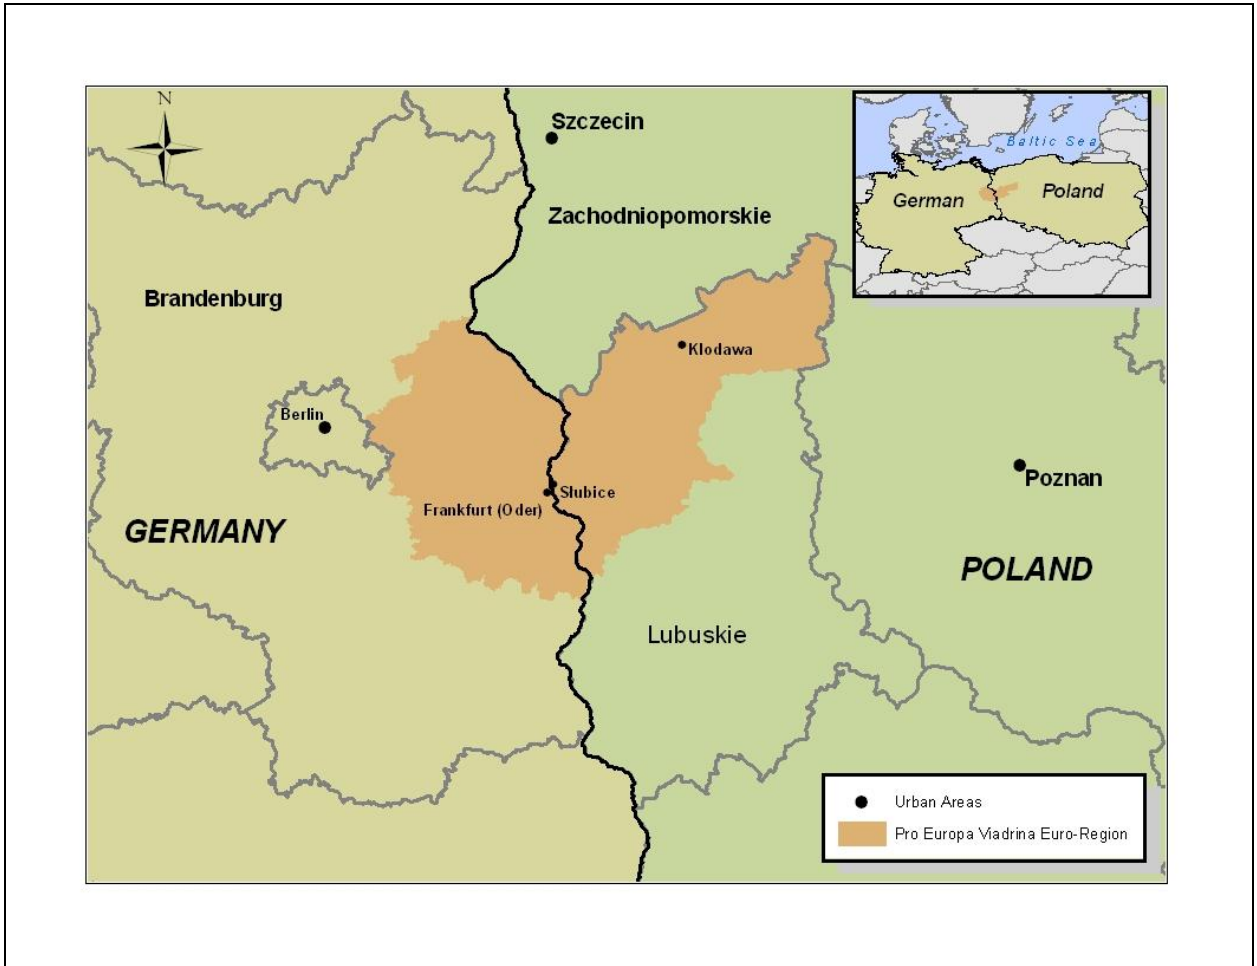 N
Szczecin
Zachodniopomorskie
Baltic Sea
German
Poland
Brandenburg
Klodawa
Berlin
Poznan
Slubice
Frankfurt (Oder)
GERMANY
POLAND
Lubuskie
Urban Areas
Pro Europa Viadrina Euro-Region